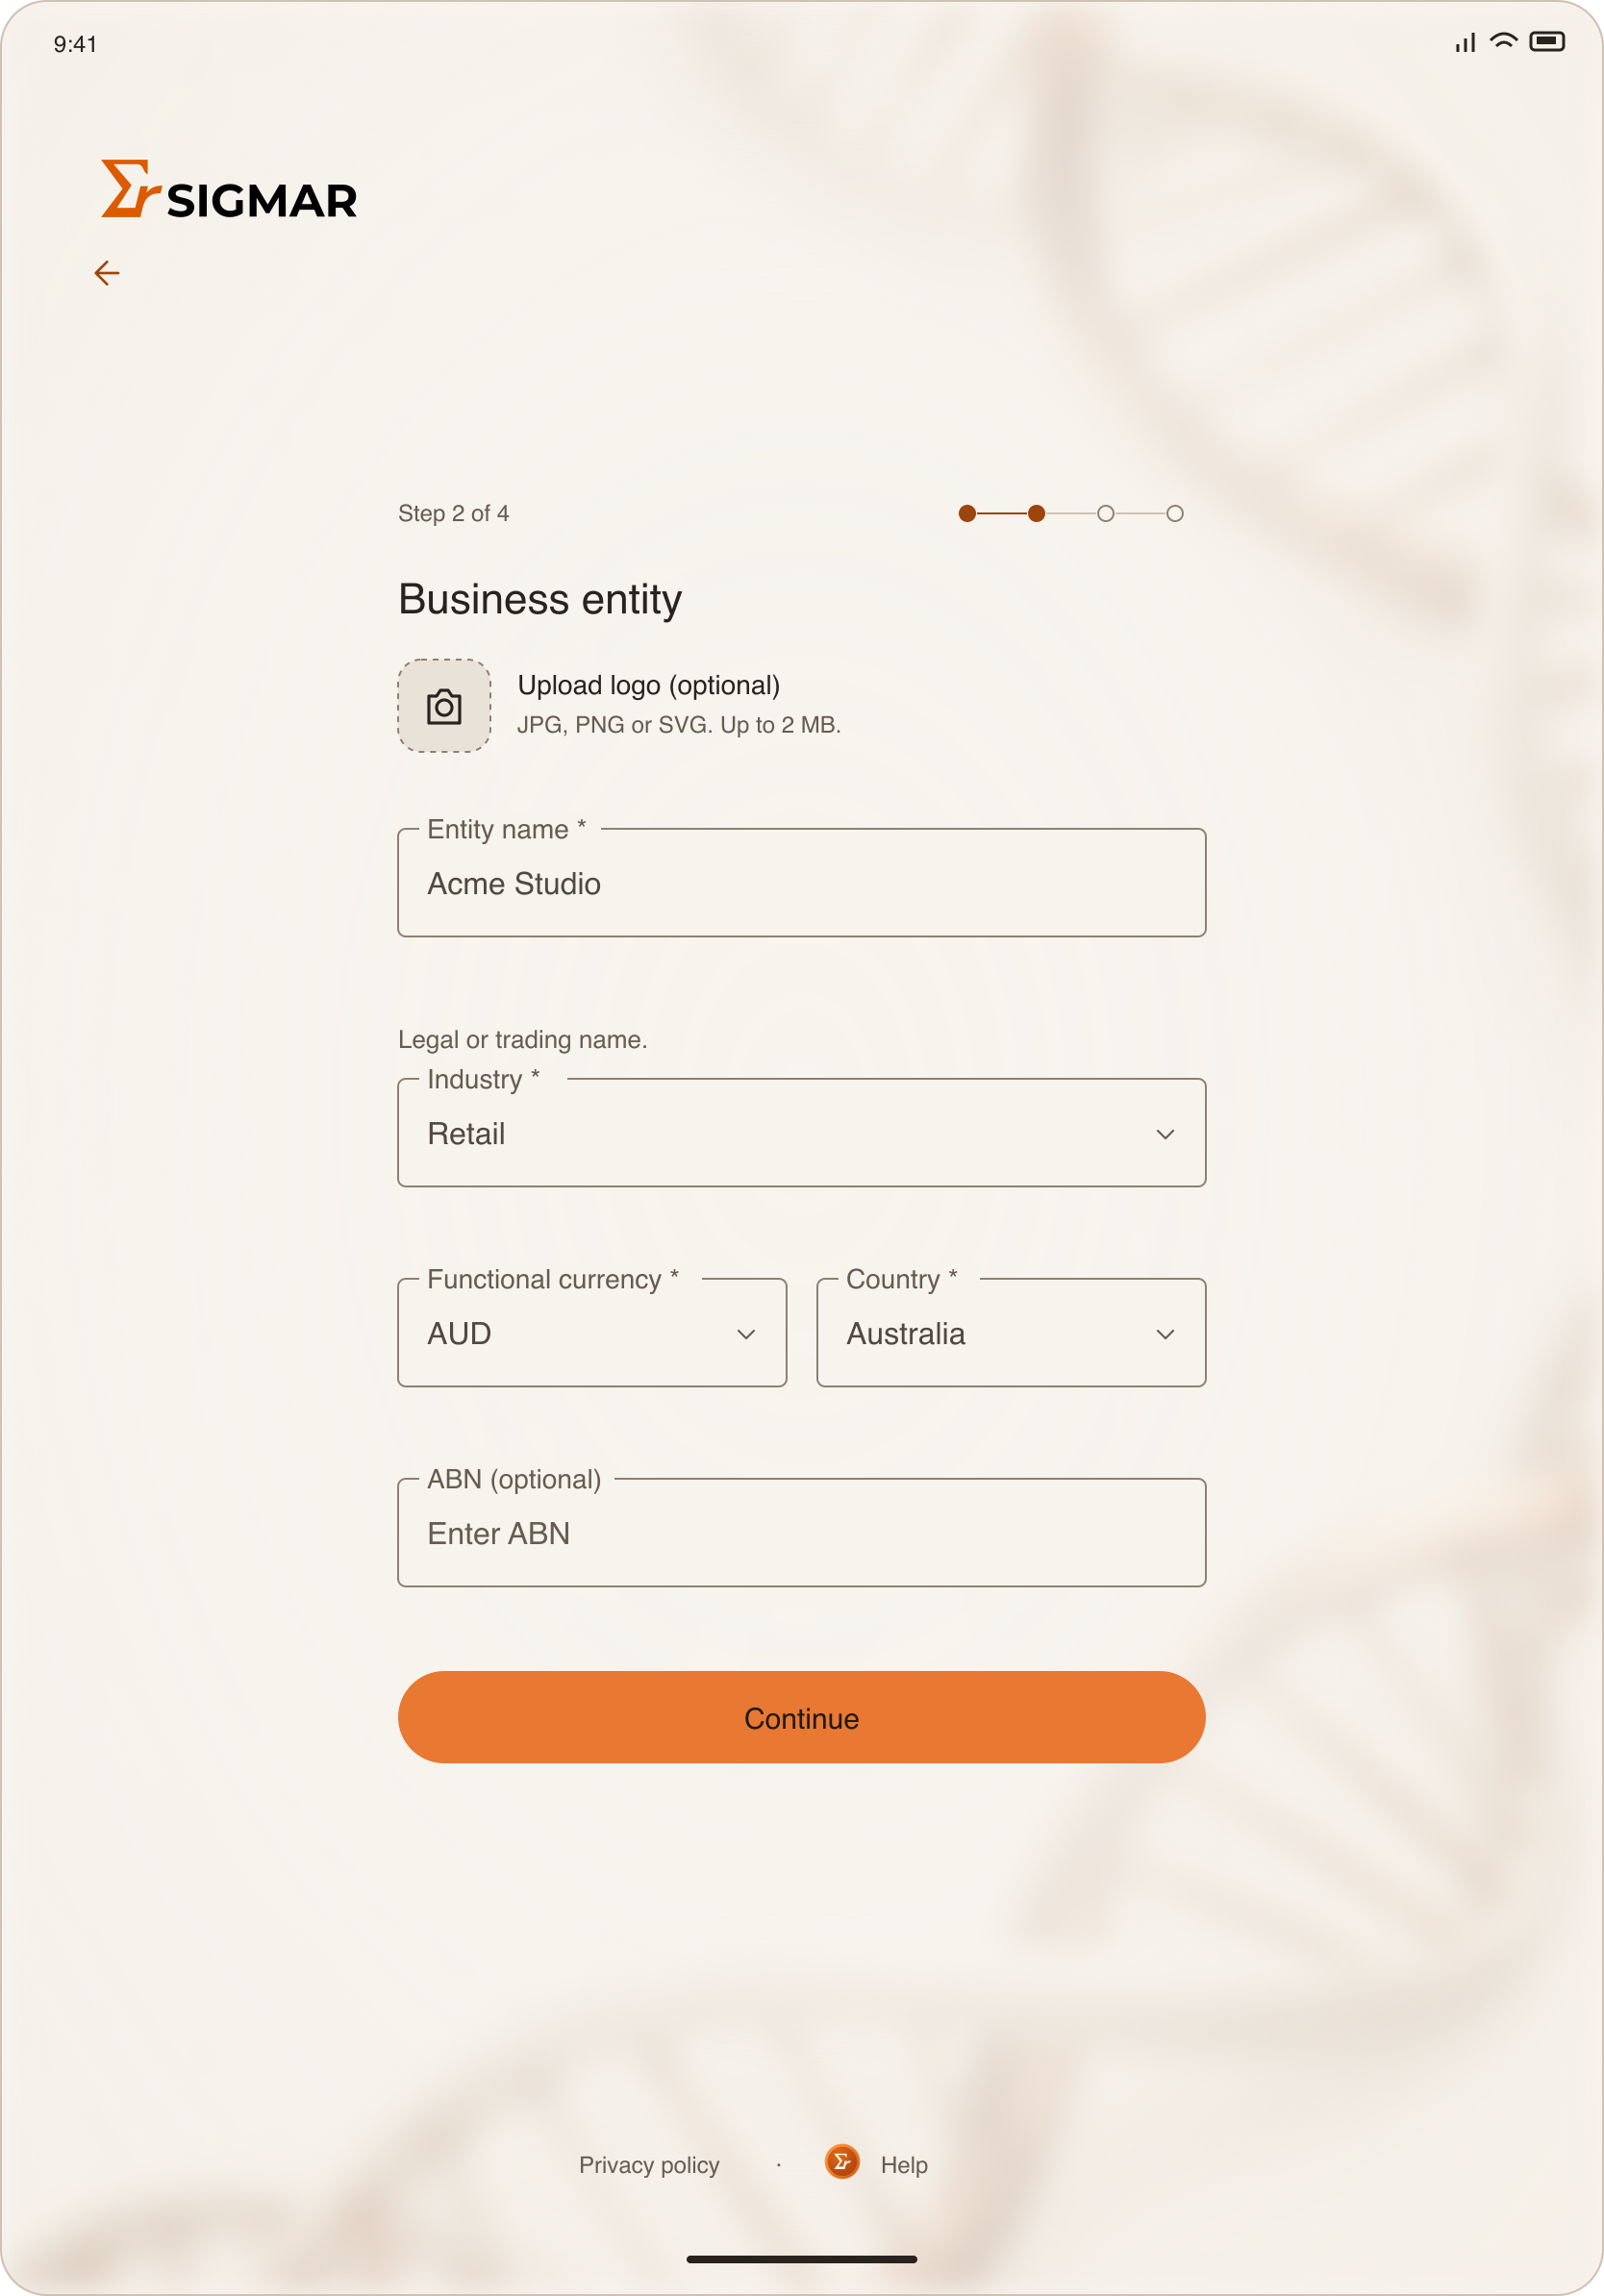 9:41
Σr SIGMAR
Step 2 of 4
Business entity
Upload logo (optional)
JPG, PNG or SVG. Up to 2 MB.
Entity name *
Acme Studio
Legal or trading name.
Industry *
Retail
Functional currency *
AUD
Country *
Australia
ABN (optional)
Enter ABN
Continue
Privacy policy · Σr Help